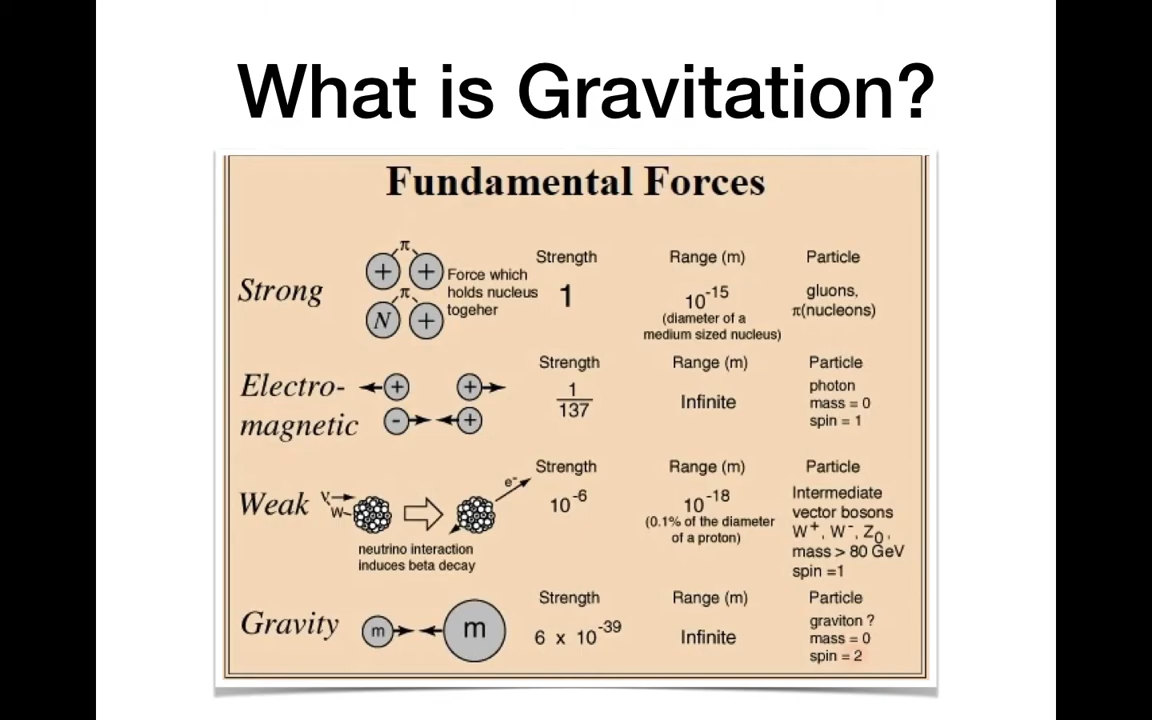 What is Gravitation?
Fundamental Forces
Strong
π
+ +
π
N +
Force which
holds nucleus
togeher
Strength
1
Range (m)
10^-15
(diameter of a
medium sized nucleus)
Particle
gluons,
π(nucleons)
Electro-
magnetic
+ +
- +
Strength
1
137
Range (m)
Infinite
Particle
photon
mass = 0
spin = 1
Weak
ν
W
e-
neutrino interaction
induces beta decay
Strength
10^-6
Range (m)
10^-18
(0.1% of the diameter
of a proton)
Particle
Intermediate
vector bosons
W+, W-, Z0,
mass > 80 GeV
spin =1
Gravity
m m
Strength
6 x 10^-39
Range (m)
Infinite
Particle
graviton ?
mass = 0
spin = 2